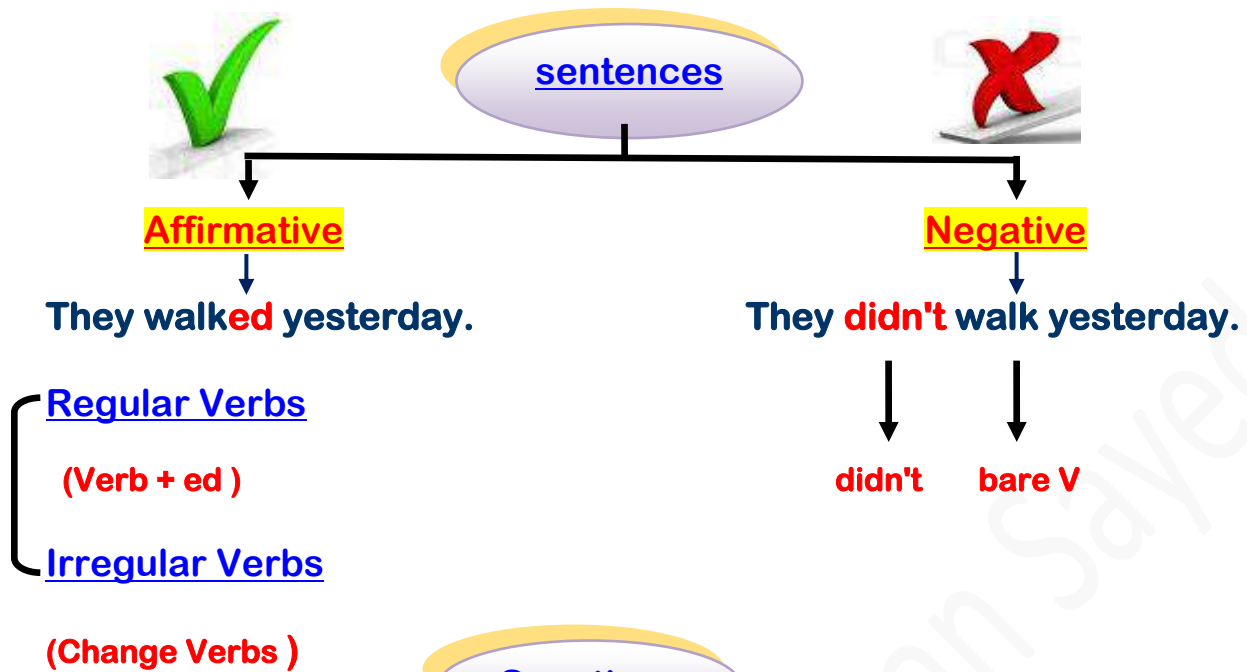 sentences
Affirmative
Negative
They walked yesterday.
They didn't walk yesterday.
Regular Verbs
(Verb + ed )
didn't bare V
Irregular Verbs
(Change Verbs )